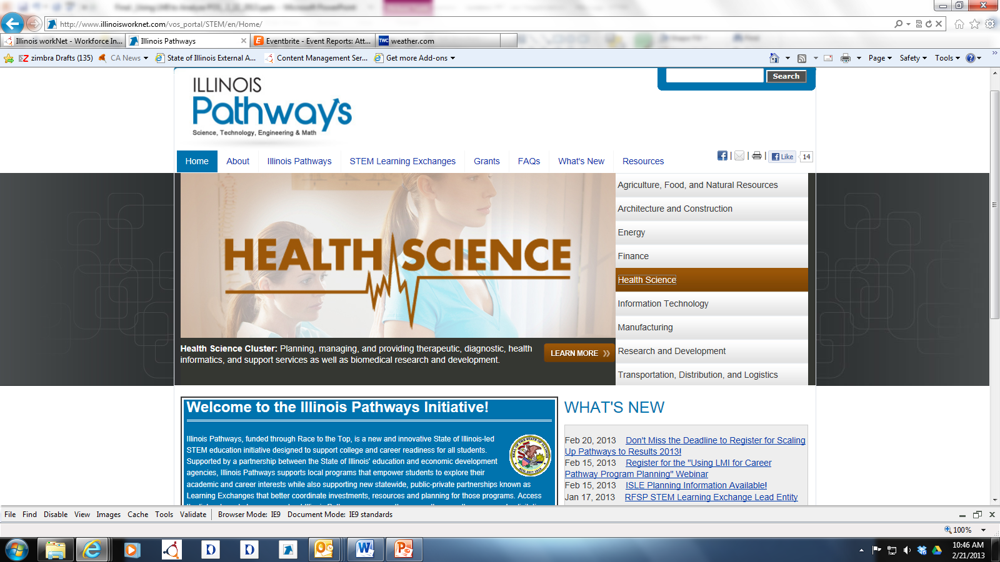 http://www.illinoisworknet.com/vos_portal/STEM/en/Home/
Illinois workNet - Workforce In...
Illinois Pathways
Eventbrite - Event Reports: Att...
TWC weather.com
zimbra Drafts (135)
CA News
State of Illinois External A...
Content Management Ser...
Get more Add-ons
Page
Safety
Tools
Search
ILLINOIS
Pathways
Science, Technology, Engineering & Math
Home
About
Illinois Pathways
STEM Learning Exchanges
Grants
FAQs
What's New
Resources
Like
14
HEALTH SCIENCE
Agriculture, Food, and Natural Resources
Architecture and Construction
Energy
Finance
Health Science
Information Technology
Manufacturing
Research and Development
Transportation, Distribution, and Logistics
Health Science Cluster: Planning, managing, and providing therapeutic, diagnostic, health
informatics, and support services as well as biomedical research and development.
LEARN MORE »
Welcome to the Illinois Pathways Initiative!
Illinois Pathways, funded through Race to the Top, is a new and innovative State of Illinois-led
STEM education initiative designed to support college and career readiness for all students.
Supported by a partnership between the State of Illinois' education and economic development
agencies, Illinois Pathways supports local programs that empower students to explore their
academic and career interests while also supporting new statewide, public-private partnerships known as
Learning Exchanges that better coordinate investments, resources and planning for those programs. Access
WHAT'S NEW
Feb 20, 2013 Don't Miss the Deadline to Register for Scaling
Up Pathways to Results 2013!
Feb 15, 2013 Register for the "Using LMI for Career
Pathway Program Planning" Webinar
Feb 15, 2013 ISLE Planning Information Available!
Jan 17, 2013 RFSP STEM Learning Exchange Lead Entity
File Find Disable View Images Cache Tools Validate Browser Mode: IE9 Document Mode: IE9 standards
100%
10:46 AM
2/21/2013